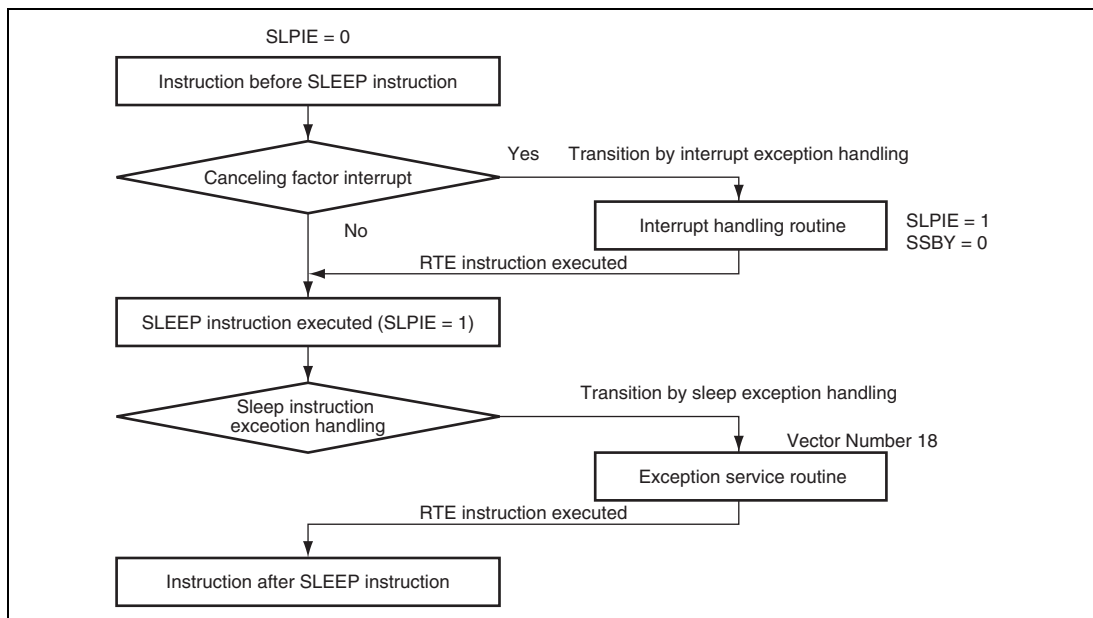 SLPIE = 0
Instruction before SLEEP instruction
Canceling factor interrupt
Yes
Transition by interrupt exception handling
Interrupt handling routine
SLPIE = 1
SSBY = 0
No
RTE instruction executed
SLEEP instruction executed (SLPIE = 1)
Sleep instruction
exceotion handling
Transition by sleep exception handling
Vector Number 18
Exception service routine
RTE instruction executed
Instruction after SLEEP instruction